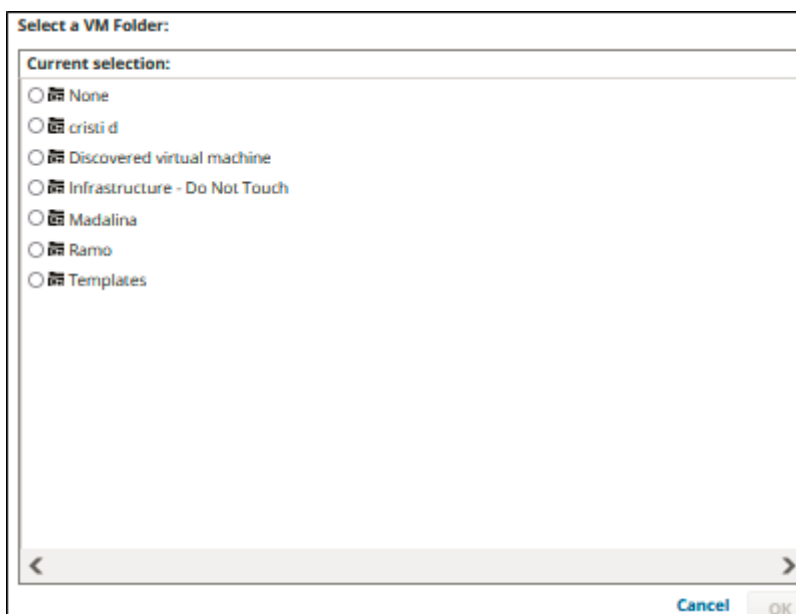 Select a VM Folder:
Current selection:
None
cristi d
Discovered virtual machine
Infrastructure - Do Not Touch
Madalina
Ramo
Templates
Cancel OK